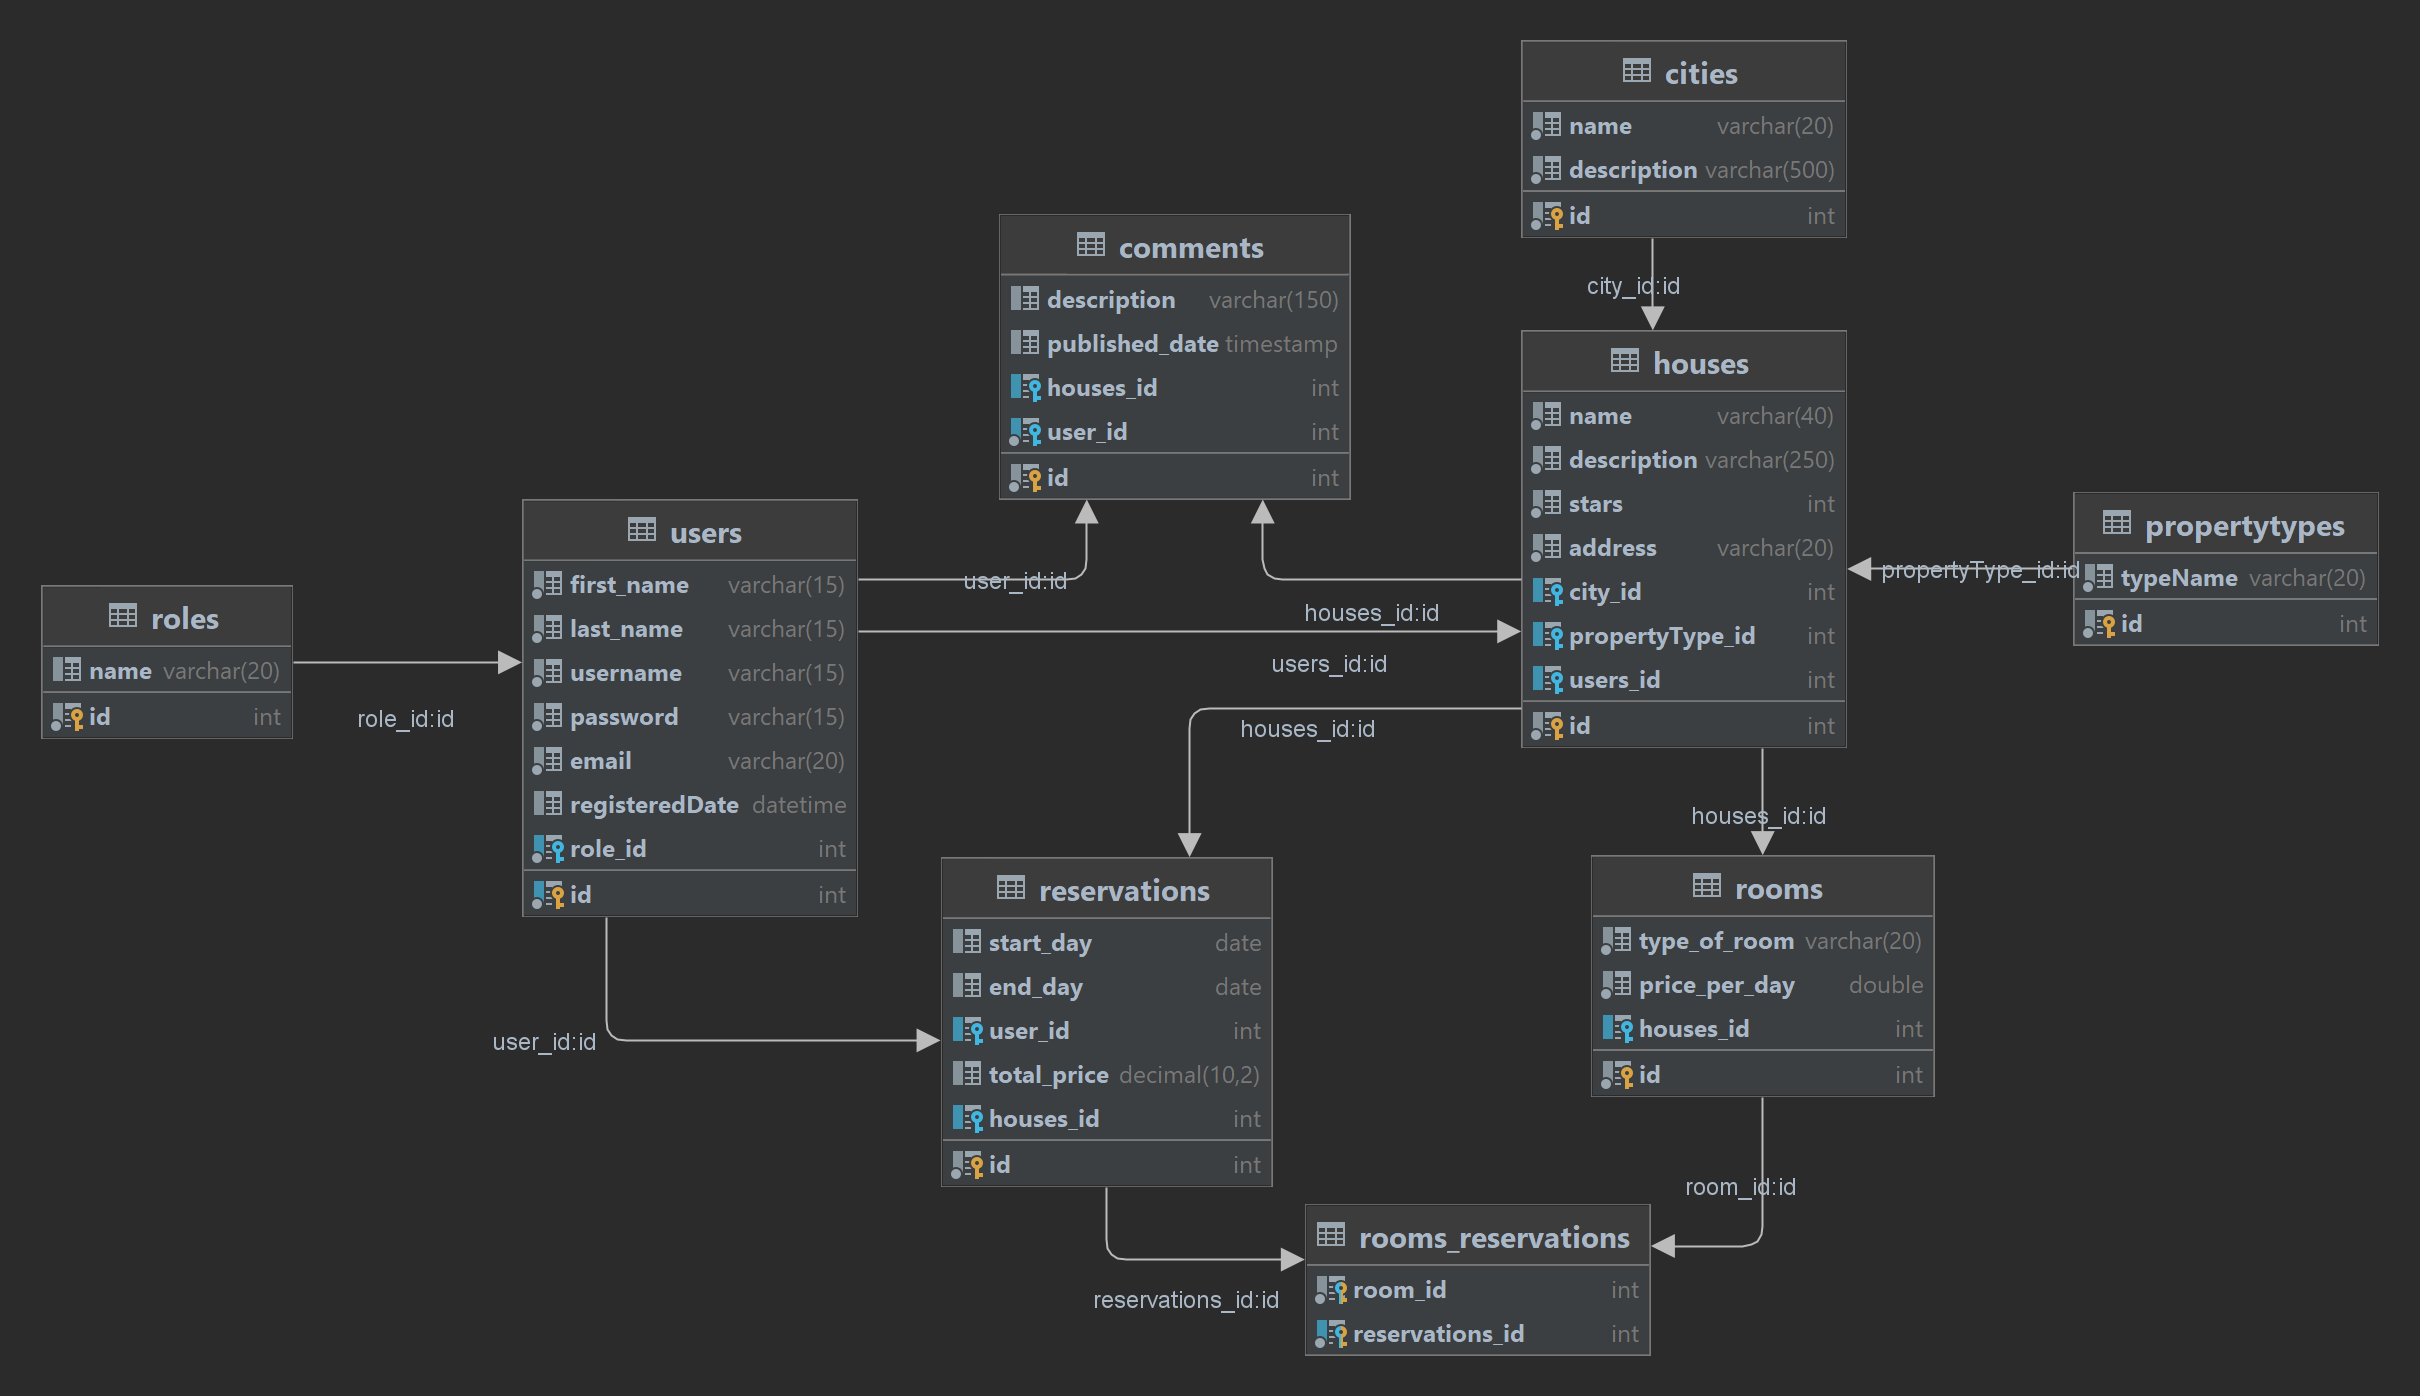 cities
name varchar(20)
description varchar(500)
id int
city_id:id
comments
description varchar(150)
published_date timestamp
houses_id int
user_id int
id int
houses
name varchar(40)
description varchar(250)
stars int
address varchar(20)
city_id int
propertyType_id int
users_id int
id int
propertytypes
typeName varchar(20)
id int
propertyType_id:id
users
first_name varchar(15)
last_name varchar(15)
username varchar(15)
password varchar(15)
email varchar(20)
registeredDate datetime
role_id int
id int
roles
name varchar(20)
id int
role_id:id
user_id:id
houses_id:id
users_id:id
houses_id:id
houses_id:id
user_id:id
reservations
start_day date
end_day date
user_id int
total_price decimal(10,2)
houses_id int
id int
rooms
type_of_room varchar(20)
price_per_day double
houses_id int
id int
room_id:id
reservations_id:id
rooms_reservations
room_id int
reservations_id int